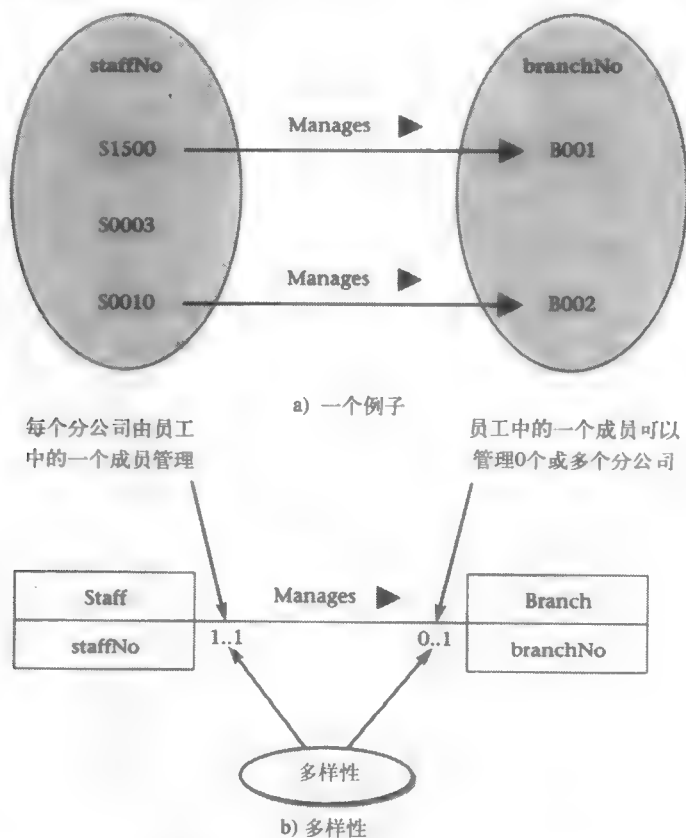 staffNo
branchNo
Manages
S1500
B001
S0003
Manages
S0010
B002
a) 一个例子
每个分公司由员工
中的一个成员管理
员工中的一个成员可以
管理0个或多个分公司
Staff
Manages
Branch
staffNo
1..1
0..1
branchNo
多样性
b) 多样性